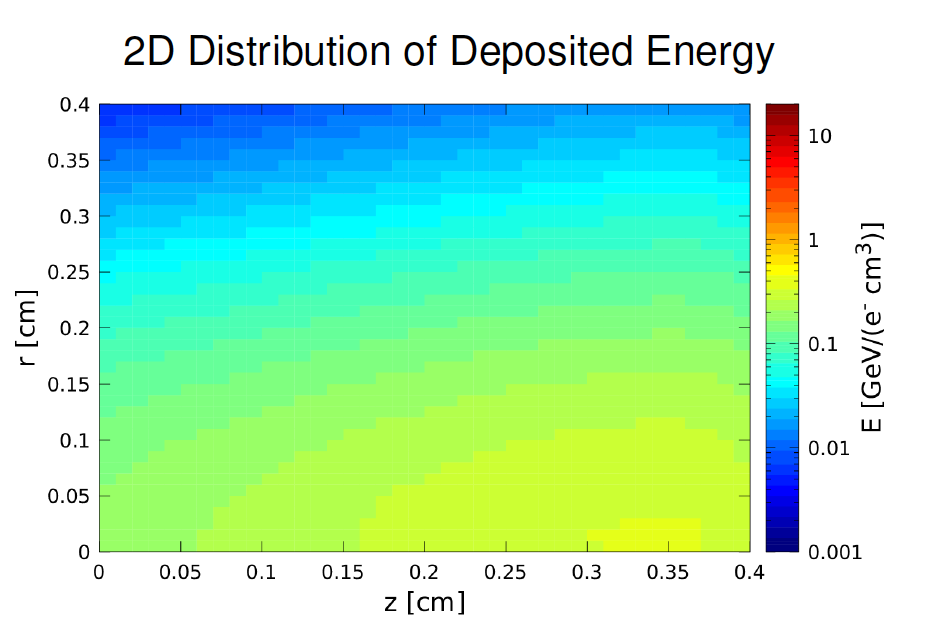 2D Distribution of Deposited Energy
0.4
0.35
0.3
0.25
0.2
0.15
0.1
0.05
0
r [cm]
0 0.05 0.1 0.15 0.2 0.25 0.3 0.35 0.4
z [cm]
10
1
0.1
0.01
0.001
E [GeV/(e⁻ cm³)]